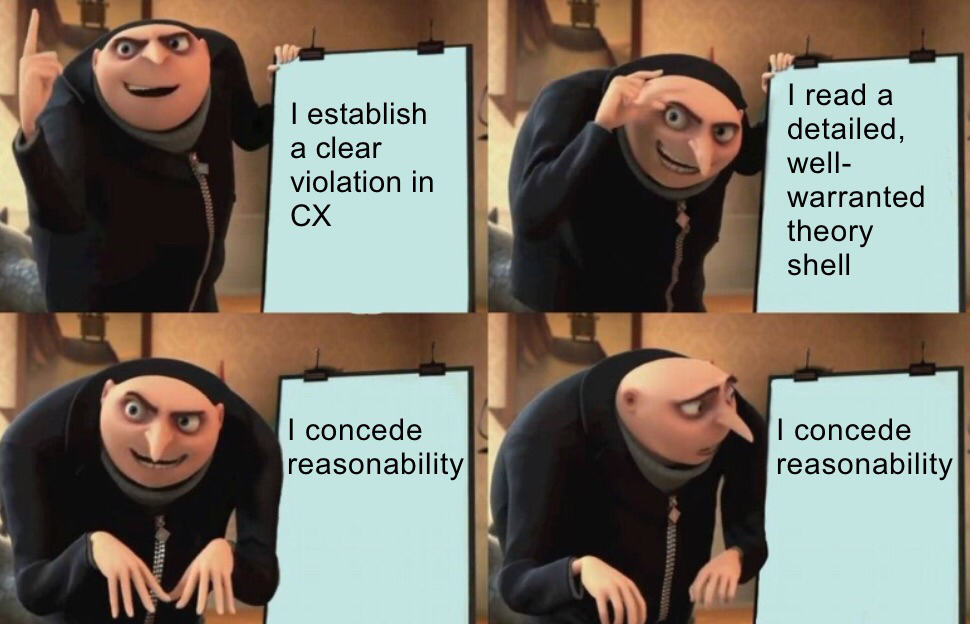 I establish
a clear
violation in
CX
I read a
detailed,
well-
warranted
theory
shell
I concede
reasonability
I concede
reasonability